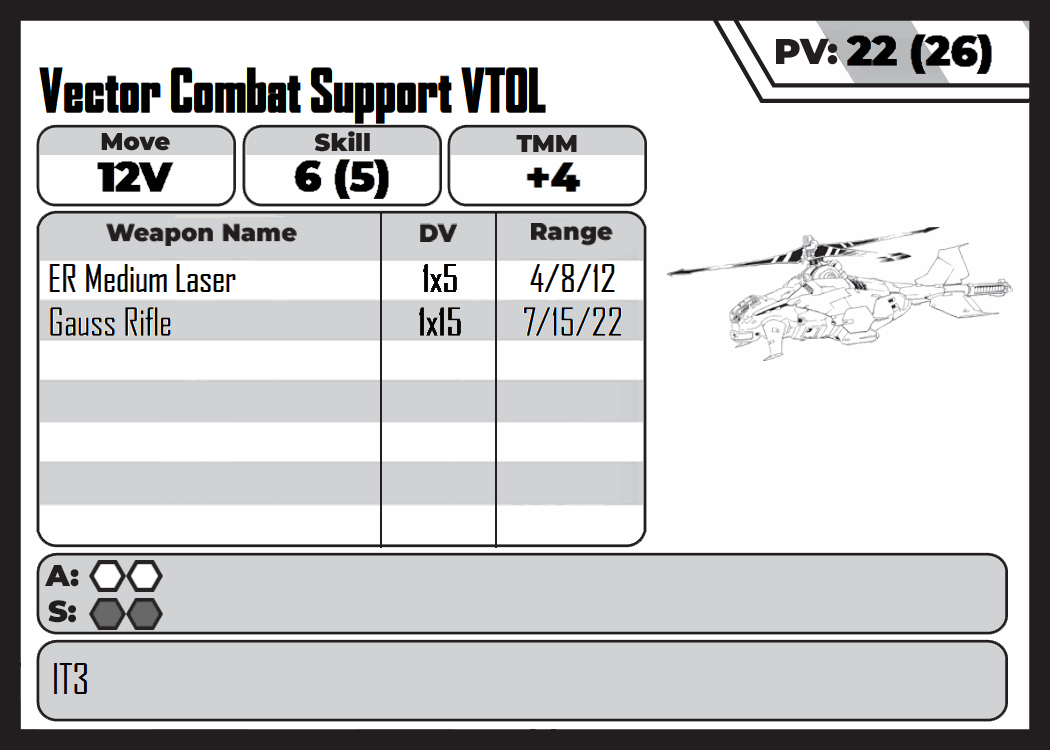 PV: 22 (26)
Vector Combat Support VTOL
Move Skill TMM
12V 6 (5) +4
Weapon Name DV Range
ER Medium Laser 1x5 4/8/12
Gauss Rifle 1x15 7/15/22
A:
S:
IT3